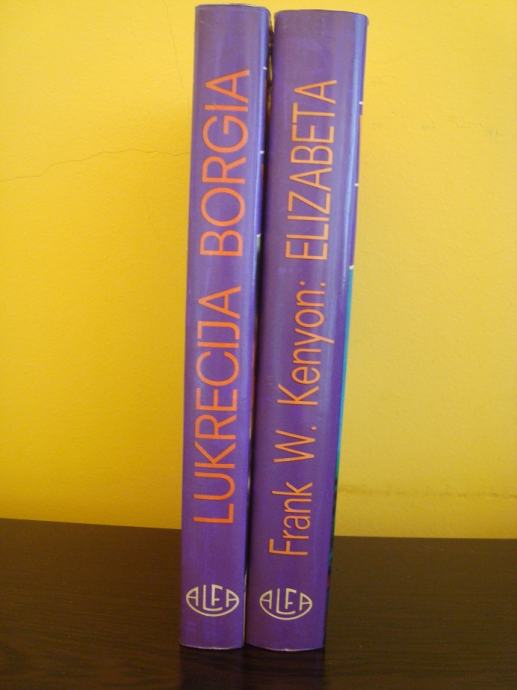 LUKRECIJA BORGIA
ALFA
Frank W. Kenyon: ELIZABETA
ALFA